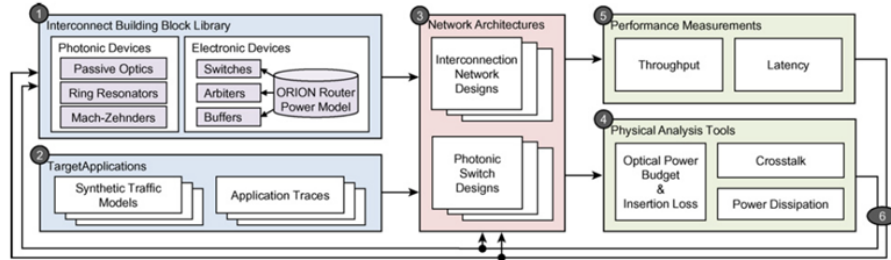 1
Interconnect Building Block Library
Photonic Devices
Passive Optics
Ring Resonators
Mach-Zehnders
Electronic Devices
Switches
Arbiters
Buffers
ORION Router
Power Model
2
TargetApplications
Synthetic Traffic
Models
Application Traces
3
Network Architectures
Interconnection
Network
Designs
Photonic
Switch
Designs
5
Performance Measurements
Throughput
Latency
4
Physical Analysis Tools
Optical Power
Budget
&
Insertion Loss
Crosstalk
Power Dissipation
6